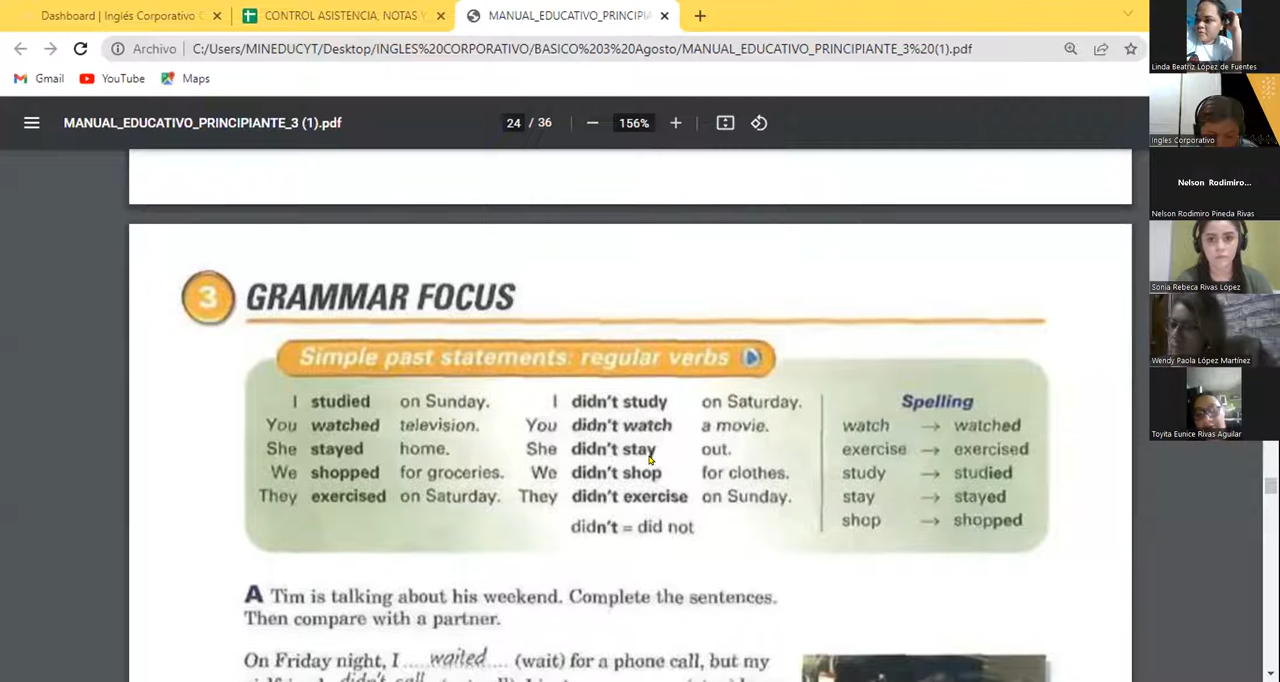 Dashboard | Inglés Corporativo
CONTROL ASISTENCIA, NOTAS Y
MANUAL_EDUCATIVO_PRINCIPIA
Archivo
C:/Users/MINEDUCYT/Desktop/INGLES%20CORPORATIVO/BASICO%203%20Agosto/MANUAL_EDUCATIVO_PRINCIPIANTE_3%20(1).pdf
Gmail YouTube Maps
MANUAL_EDUCATIVO_PRINCIPIANTE_3 (1).pdf
24 / 36
156%
3 GRAMMAR FOCUS
Simple past statements: regular verbs
I studied on Sunday. I didn't study on Saturday. Spelling
You watched television. You didn't watch a movie. watch → watched
She stayed home. She didn't stay out. exercise → exercised
We shopped for groceries. We didn't shop for clothes. study → studied
They exercised on Saturday. They didn't exercise on Sunday. stay → stayed
didn't = did not shop → shopped
A Tim is talking about his weekend. Complete the sentences.
Then compare with a partner.
On Friday night, I waited (wait) for a phone call, but my
didn't call
Linda Beatriz López de Fuentes
Ingles Corporativo
Nelson Rodimiro...
Nelson Rodimiro Pineda Rivas
Sonia Rebeca Rivas López
Wendy Paola López Martínez
Toyita Eunice Rivas Aguilar